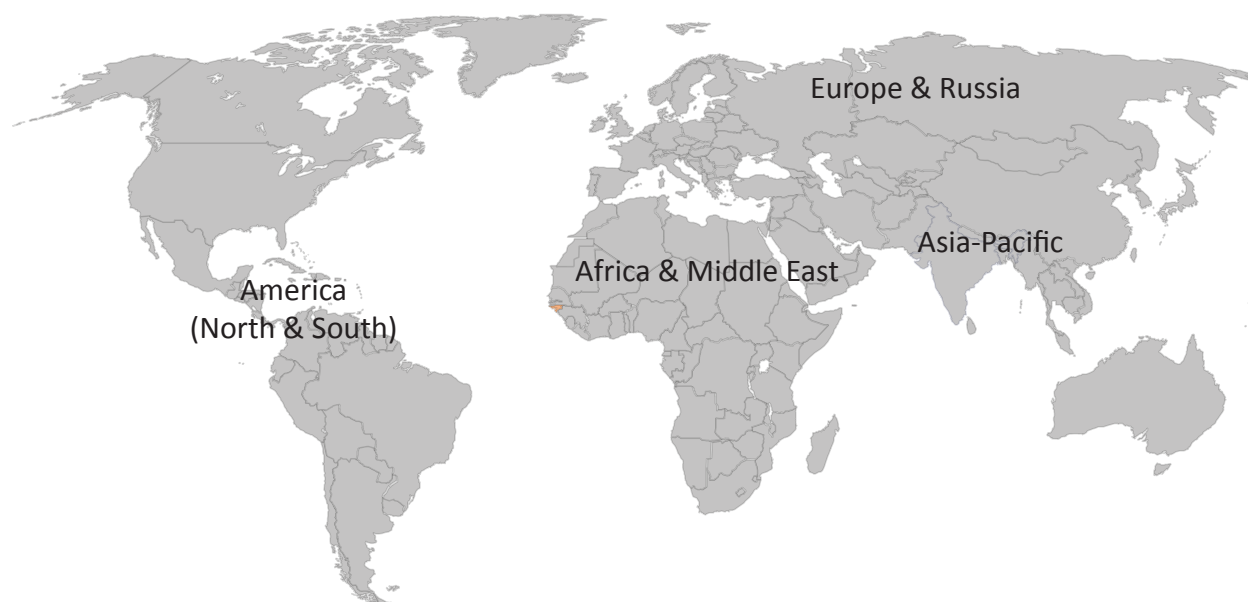 Europe & Russia
Asia-Pacific
Africa & Middle East
America
(North & South)